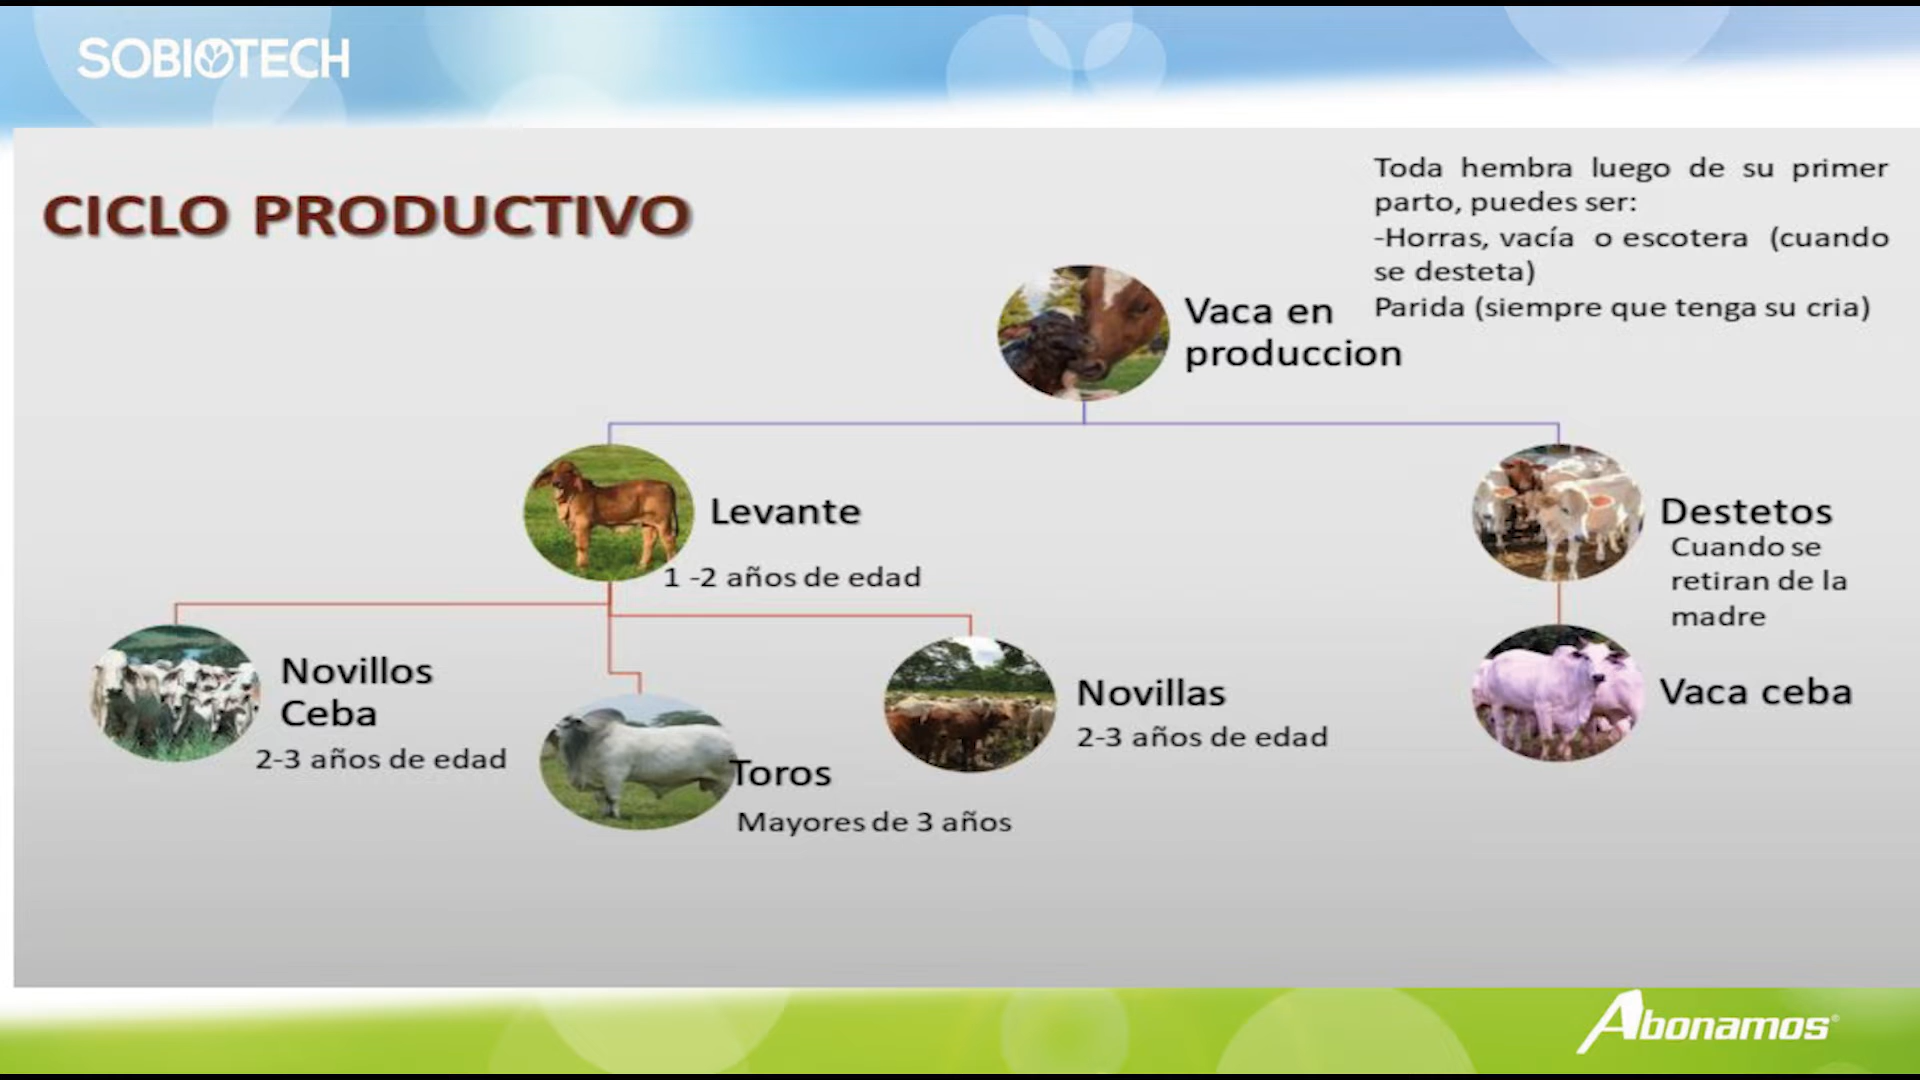 SOBIOTECH
CICLO PRODUCTIVO
Toda hembra luego de su primer
parto, puedes ser:
-Horras, vacía o escotera (cuando
se desteta)
Parida (siempre que tenga su cria)
Vaca en
produccion
Levante
1 -2 años de edad
Destetos
Cuando se
retiran de la
madre
Novillos
Ceba
2-3 años de edad
Toros
Mayores de 3 años
Novillas
2-3 años de edad
Vaca ceba
Abonamos®